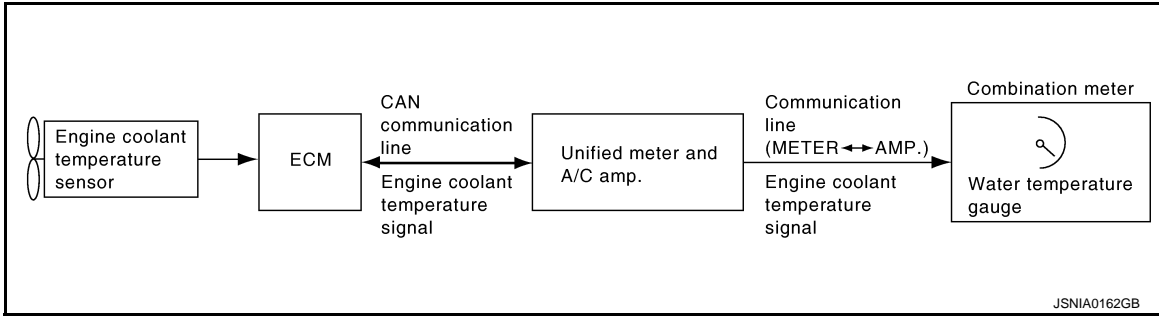 Engine coolant
temperature
sensor
ECM
CAN
communication
line
Engine coolant
temperature
signal
Unified meter and
A/C amp.
Communication
line
(METER◄─►AMP.)
Engine coolant
temperature
signal
Combination meter
Water temperature
gauge
JSNIA0162GB